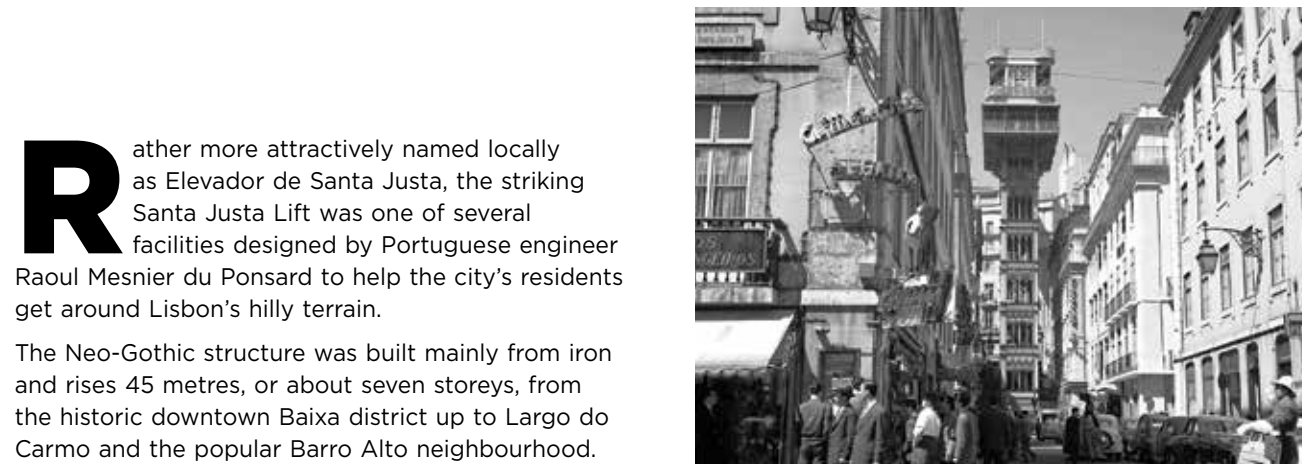 Rather more attractively named locally
as Elevador de Santa Justa, the striking
Santa Justa Lift was one of several
facilities designed by Portuguese engineer
Raoul Mesnier du Ponsard to help the city’s residents
get around Lisbon’s hilly terrain.
The Neo-Gothic structure was built mainly from iron
and rises 45 metres, or about seven storeys, from
the historic downtown Baixa district up to Largo do
Carmo and the popular Barro Alto neighbourhood.